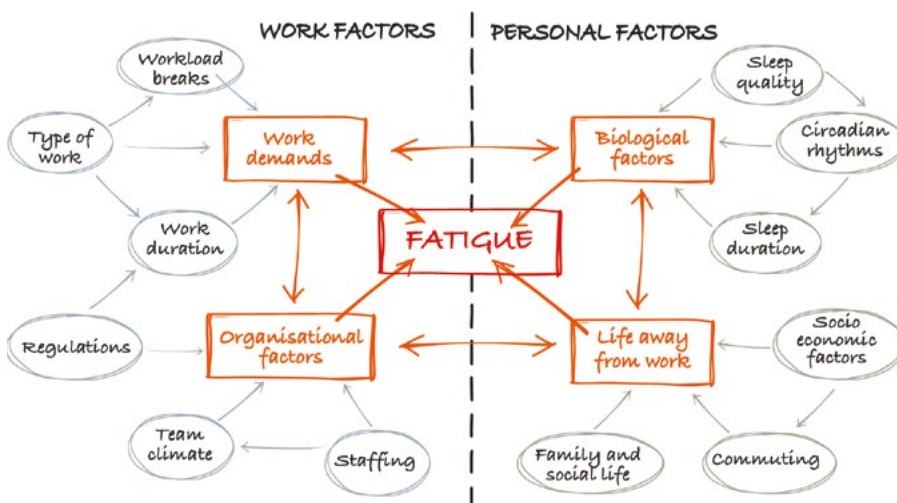 WORK FACTORS
PERSONAL FACTORS
Workload
breaks
Type of
work
Work
demands
Work
duration
Regulations
Organisational
factors
Team
climate
Staffing
FATIGUE
Sleep
quality
Biological
factors
Circadian
rhythms
Sleep
duration
Life away
from work
Socio
economic
factors
Family and
social life
Commuting